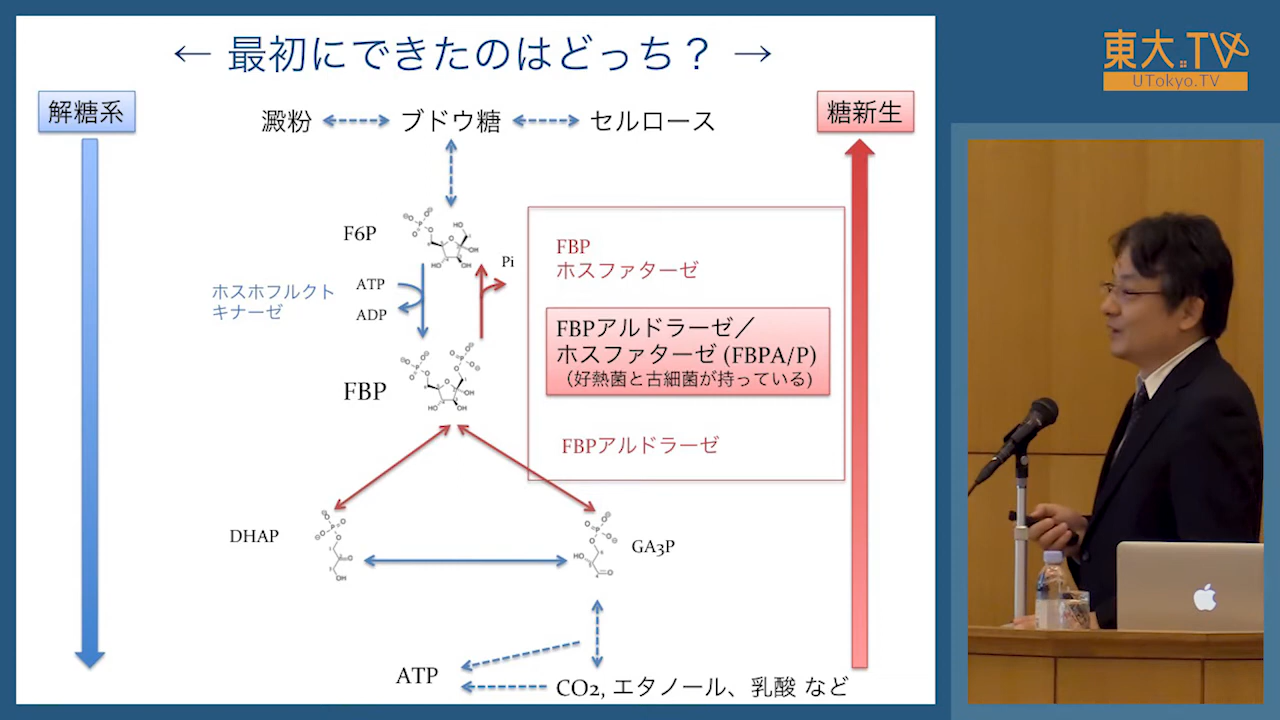 ← 最初にできたのはどっち？ →
東大.TV
UTokyo.TV
解糖系
澱粉
ブドウ糖
セルロース
糖新生
F6P
Pi
ATP
ADP
ホスホフルクト
キナーゼ
FBP
ホスファターゼ
FBPアルドラーゼ／
ホスファターゼ (FBPA/P)
（好熱菌と古細菌が持っている）
FBP
FBPアルドラーゼ
DHAP
GA3P
ATP
CO2, エタノール、乳酸 など